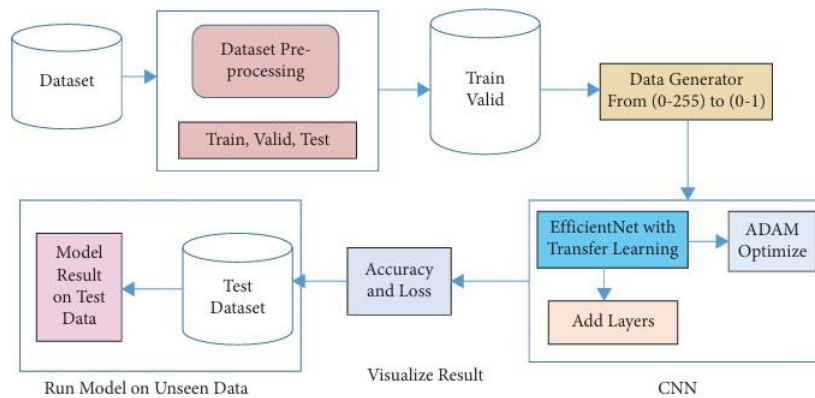 Dataset
Dataset Pre-
processing
Train, Valid, Test
Train
Valid
Data Generator
From (0-255) to (0-1)
EfficientNet with
Transfer Learning
ADAM
Optimize
Add Layers
CNN
Accuracy
and Loss
Visualize Result
Test
Dataset
Model
Result
on Test
Data
Run Model on Unseen Data